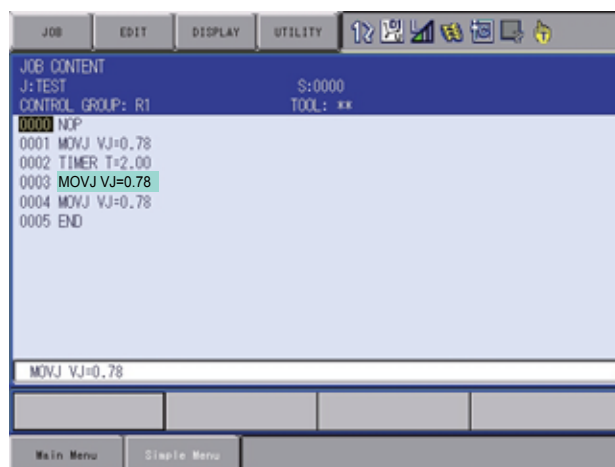 JOB EDIT DISPLAY UTILITY
JOB CONTENT
J:TEST S:0000
CONTROL GROUP: R1 TOOL: **
0000 NOP
0001 MOVJ VJ=0.78
0002 TIMER T=2.00
0003 MOVJ VJ=0.78
0004 MOVJ VJ=0.78
0005 END
MOVJ VJ=0.78
Main Menu Simple Menu